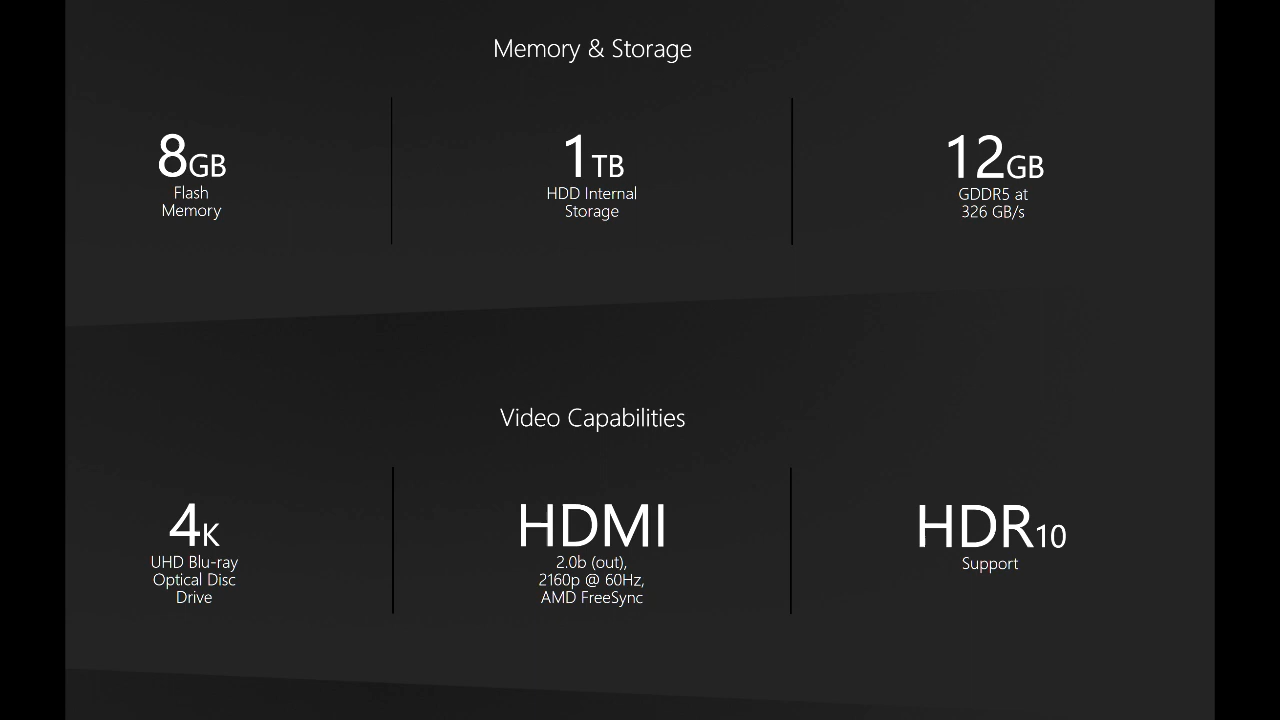 Memory & Storage
8GB
Flash
Memory
1TB
HDD Internal
Storage
12GB
GDDR5 at
326 GB/s
Video Capabilities
4K
UHD Blu-ray
Optical Disc
Drive
HDMI
2.0b (out),
2160p @ 60Hz,
AMD FreeSync
HDR10
Support